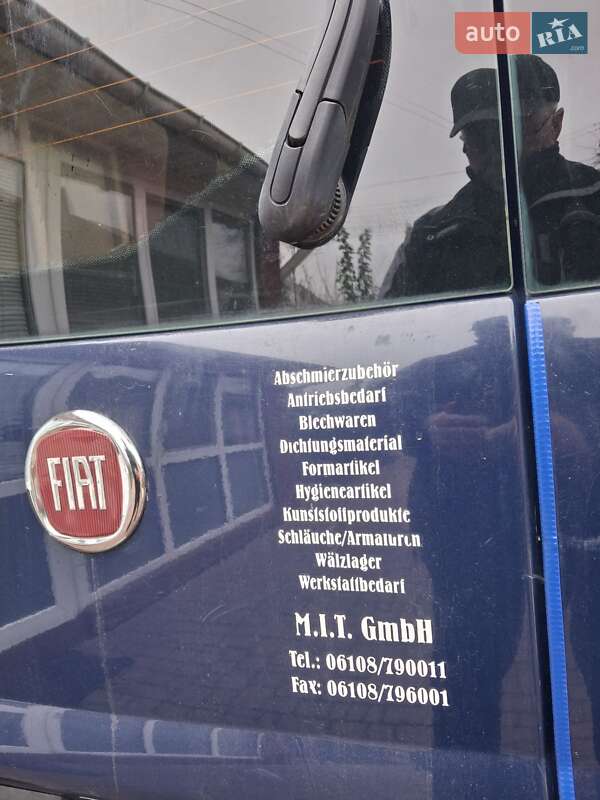 auto RIA .com
Abschmierzubehör
Antriebsbedarf
Blechwaren
Dichtungsmaterial
Formartikel
Hygieneartikel
Kunststoffprodukte
Schläuche/Armaturen
Wälzlager
Werkstattbedarf
FIAT
M.I.T. GmbH
Tel.: 06108/790011
Fax: 06108/796001